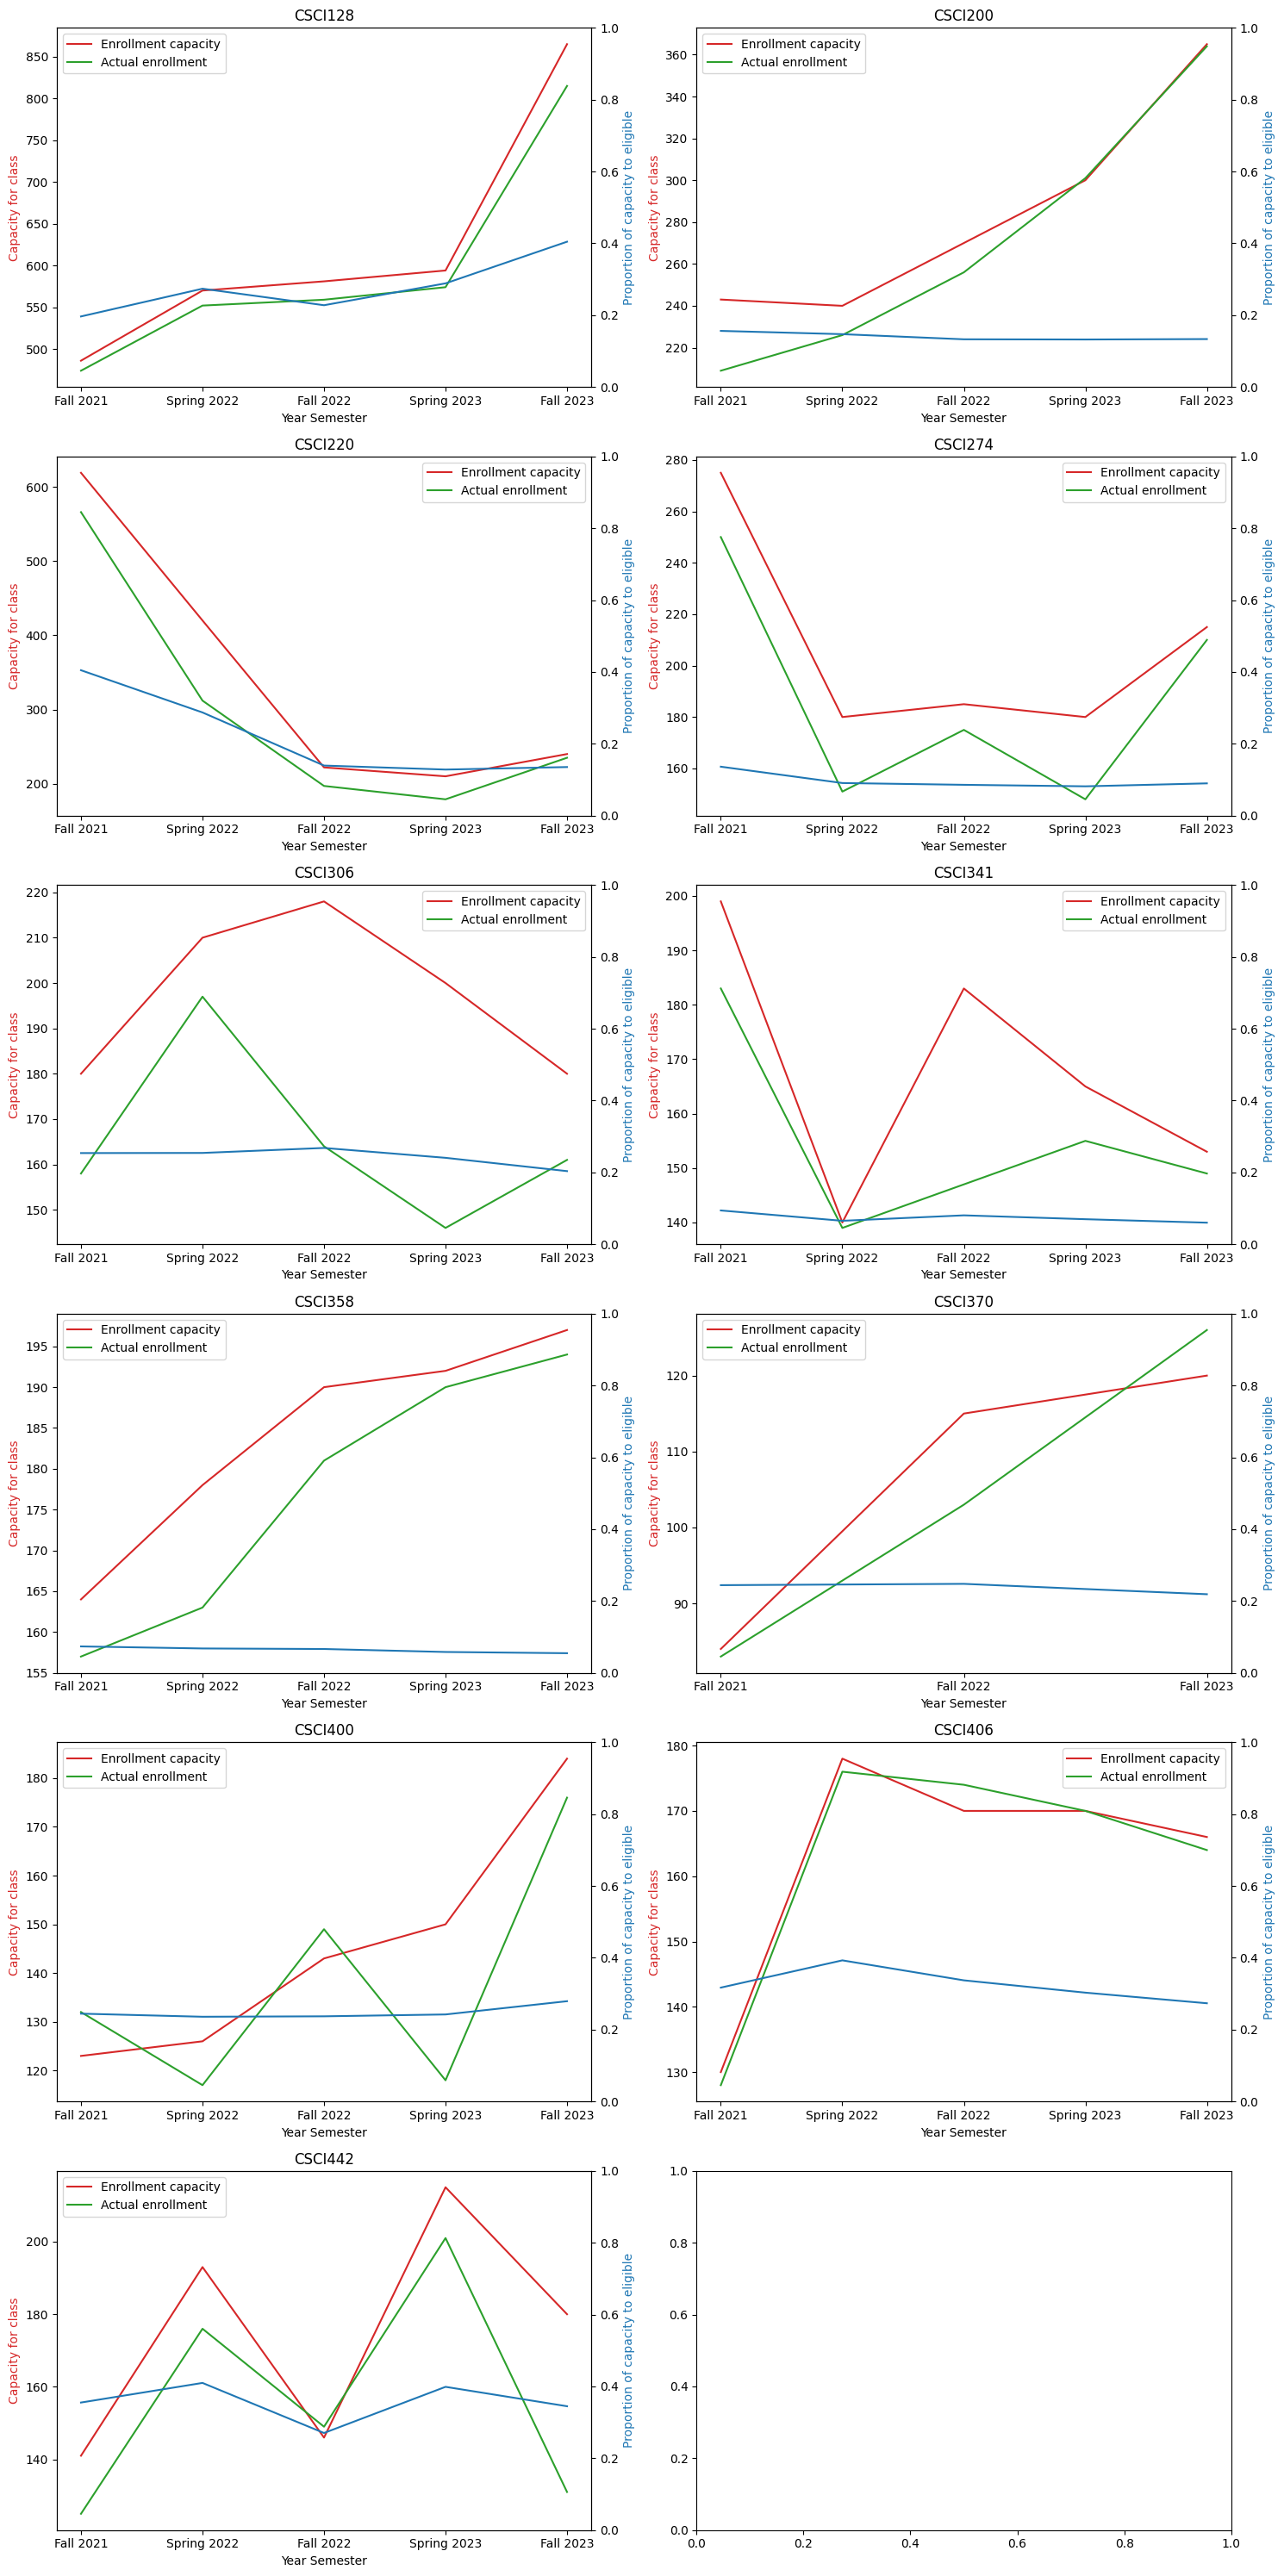 CSCI128
Enrollment capacity
Actual enrollment
Capacity for class
850
800
750
700
650
600
550
500
1.0
0.8
0.6
0.4
0.2
0.0
Proportion of capacity to eligible
Fall 2021 Spring 2022 Fall 2022 Spring 2023 Fall 2023
Year Semester
CSCI200
Enrollment capacity
Actual enrollment
Capacity for class
360
340
320
300
280
260
240
220
1.0
0.8
0.6
0.4
0.2
0.0
Proportion of capacity to eligible
Fall 2021 Spring 2022 Fall 2022 Spring 2023 Fall 2023
Year Semester
CSCI220
Enrollment capacity
Actual enrollment
Capacity for class
600
500
400
300
200
1.0
0.8
0.6
0.4
0.2
0.0
Proportion of capacity to eligible
Fall 2021 Spring 2022 Fall 2022 Spring 2023 Fall 2023
Year Semester
CSCI274
Enrollment capacity
Actual enrollment
Capacity for class
280
260
240
220
200
180
160
1.0
0.8
0.6
0.4
0.2
0.0
Proportion of capacity to eligible
Fall 2021 Spring 2022 Fall 2022 Spring 2023 Fall 2023
Year Semester
CSCI306
Enrollment capacity
Actual enrollment
Capacity for class
220
210
200
190
180
170
160
150
1.0
0.8
0.6
0.4
0.2
0.0
Proportion of capacity to eligible
Fall 2021 Spring 2022 Fall 2022 Spring 2023 Fall 2023
Year Semester
CSCI341
Enrollment capacity
Actual enrollment
Capacity for class
200
190
180
170
160
150
140
1.0
0.8
0.6
0.4
0.2
0.0
Proportion of capacity to eligible
Fall 2021 Spring 2022 Fall 2022 Spring 2023 Fall 2023
Year Semester
CSCI358
Enrollment capacity
Actual enrollment
Capacity for class
195
190
185
180
175
170
165
160
155
1.0
0.8
0.6
0.4
0.2
0.0
Proportion of capacity to eligible
Fall 2021 Spring 2022 Fall 2022 Spring 2023 Fall 2023
Year Semester
CSCI370
Enrollment capacity
Actual enrollment
Capacity for class
120
110
100
90
1.0
0.8
0.6
0.4
0.2
0.0
Proportion of capacity to eligible
Fall 2021 Fall 2022 Fall 2023
Year Semester
CSCI400
Enrollment capacity
Actual enrollment
Capacity for class
180
170
160
150
140
130
120
1.0
0.8
0.6
0.4
0.2
0.0
Proportion of capacity to eligible
Fall 2021 Spring 2022 Fall 2022 Spring 2023 Fall 2023
Year Semester
CSCI406
Enrollment capacity
Actual enrollment
Capacity for class
180
170
160
150
140
130
1.0
0.8
0.6
0.4
0.2
0.0
Proportion of capacity to eligible
Fall 2021 Spring 2022 Fall 2022 Spring 2023 Fall 2023
Year Semester
CSCI442
Enrollment capacity
Actual enrollment
Capacity for class
200
180
160
140
1.0
0.8
0.6
0.4
0.2
0.0
Proportion of capacity to eligible
Fall 2021 Spring 2022 Fall 2022 Spring 2023 Fall 2023
Year Semester
1.0
0.8
0.6
0.4
0.2
0.0
0.0 0.2 0.4 0.6 0.8 1.0